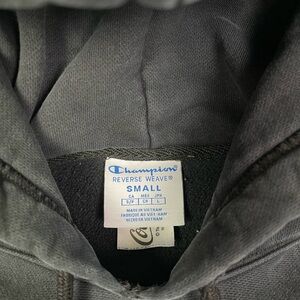 Champion
REVERSE WEAVE®
SMALL
CA MEX JPN
S/P CH L
MADE IN VIETNAM
FABRIQUÉ AU VIET NAM
HECHO EN VIETNAM